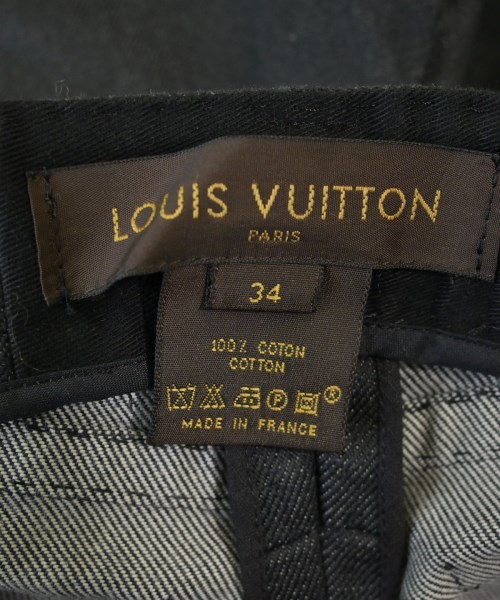 LOUIS VUITTON
PARIS
34
100% COTON
COTTON
P ®
MADE IN FRANCE